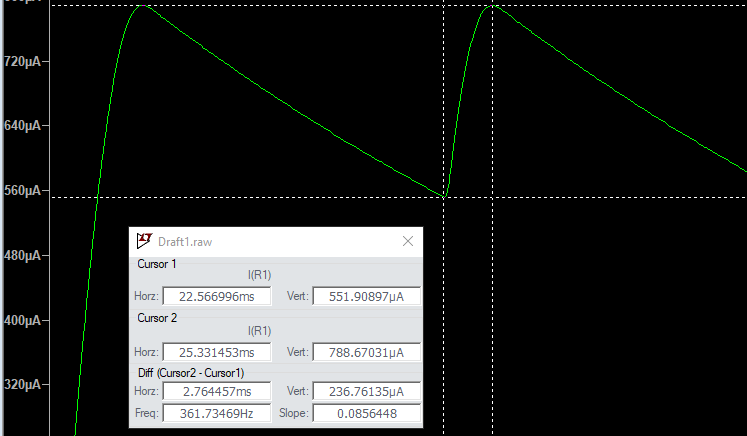 720µA
640µA
560µA
480µA
400µA
320µA
Draft1.raw
Cursor 1
I(R1)
Horz: 22.566996ms Vert: 551.90897µA
Cursor 2
I(R1)
Horz: 25.331453ms Vert: 788.67031µA
Diff (Cursor2 - Cursor1)
Horz: 2.764457ms Vert: 236.76135µA
Freq: 361.73469Hz Slope: 0.0856448